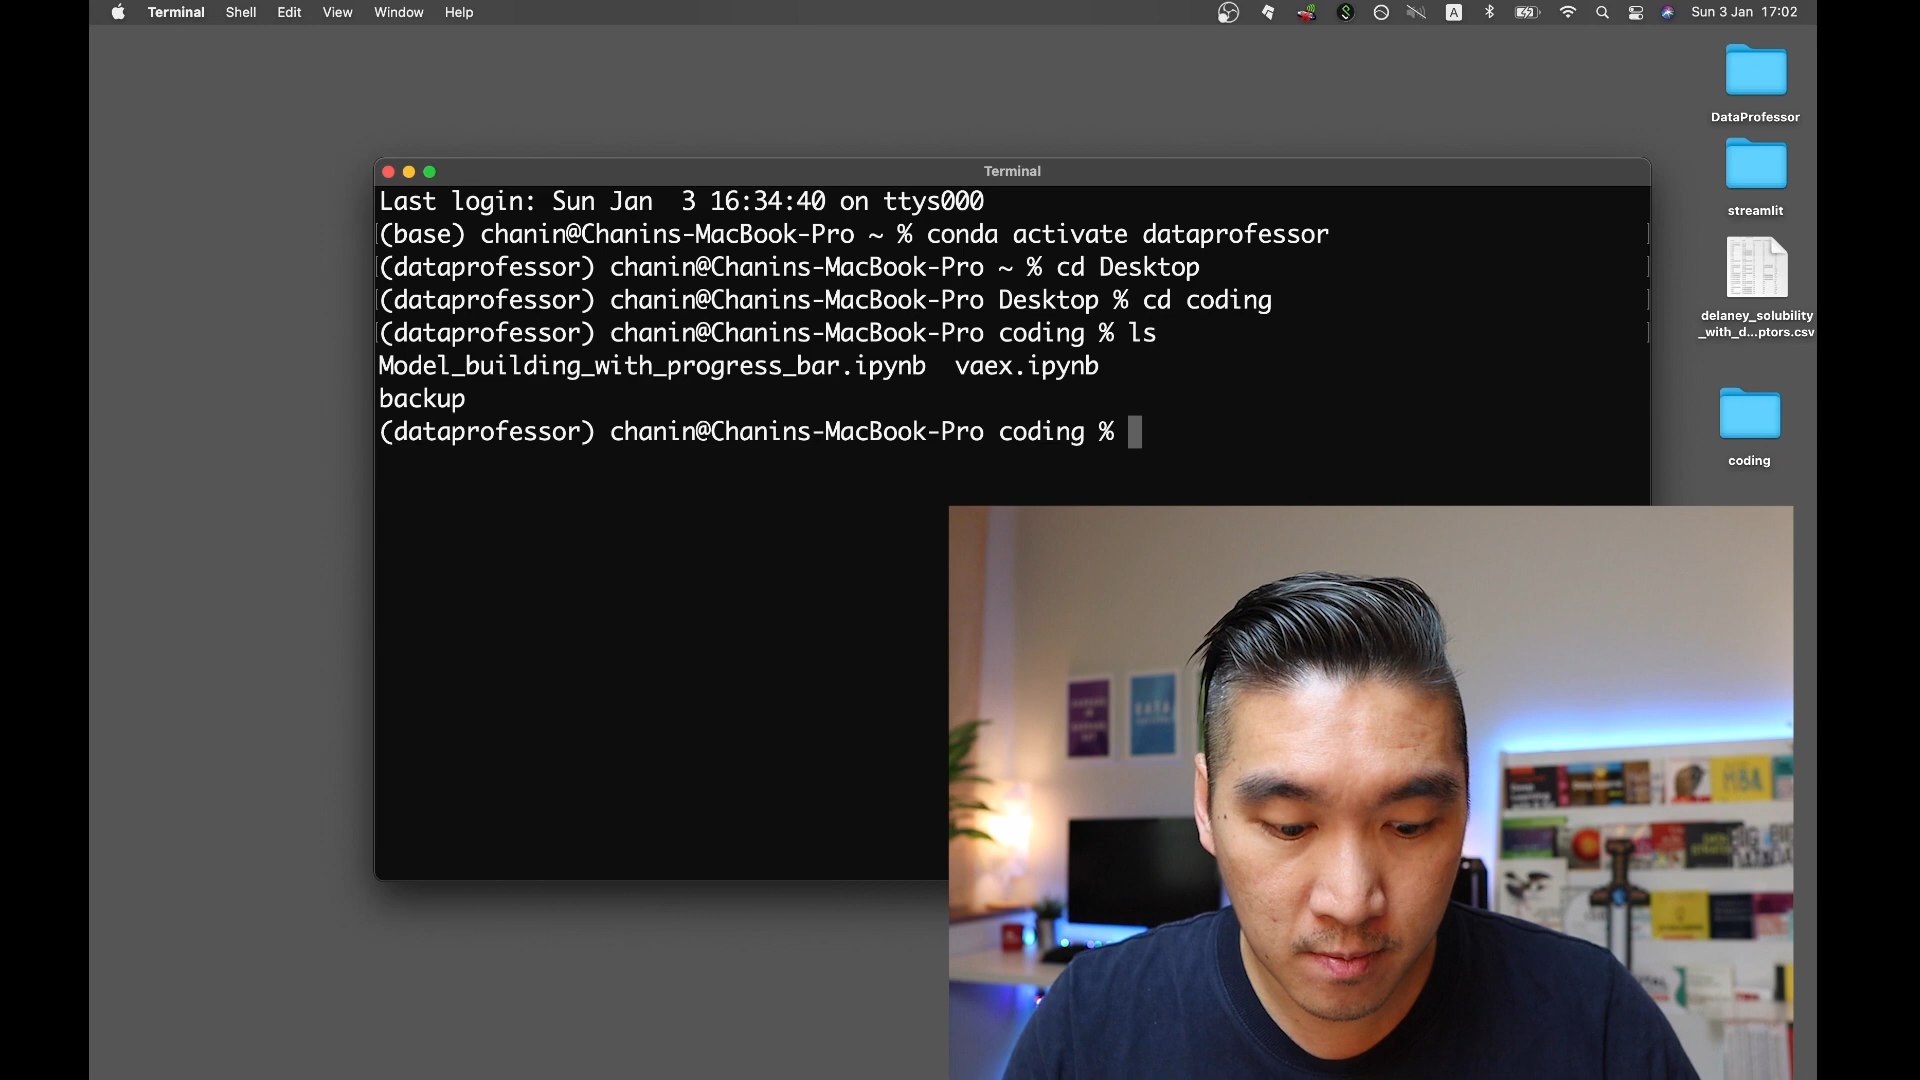 Terminal Shell Edit View Window Help A Sun 3 Jan 17:02
DataProfessor
streamlit
delaney_solubility
_with_d...ptors.csv
coding
Terminal
Last login: Sun Jan  3 16:34:40 on ttys000
(base) chanin@Chanins-MacBook-Pro ~ % conda activate dataprofessor
(dataprofessor) chanin@Chanins-MacBook-Pro ~ % cd Desktop
(dataprofessor) chanin@Chanins-MacBook-Pro Desktop % cd coding
(dataprofessor) chanin@Chanins-MacBook-Pro coding % ls
Model_building_with_progress_bar.ipynb  vaex.ipynb
backup
(dataprofessor) chanin@Chanins-MacBook-Pro coding %
DATA
MBA
BIG